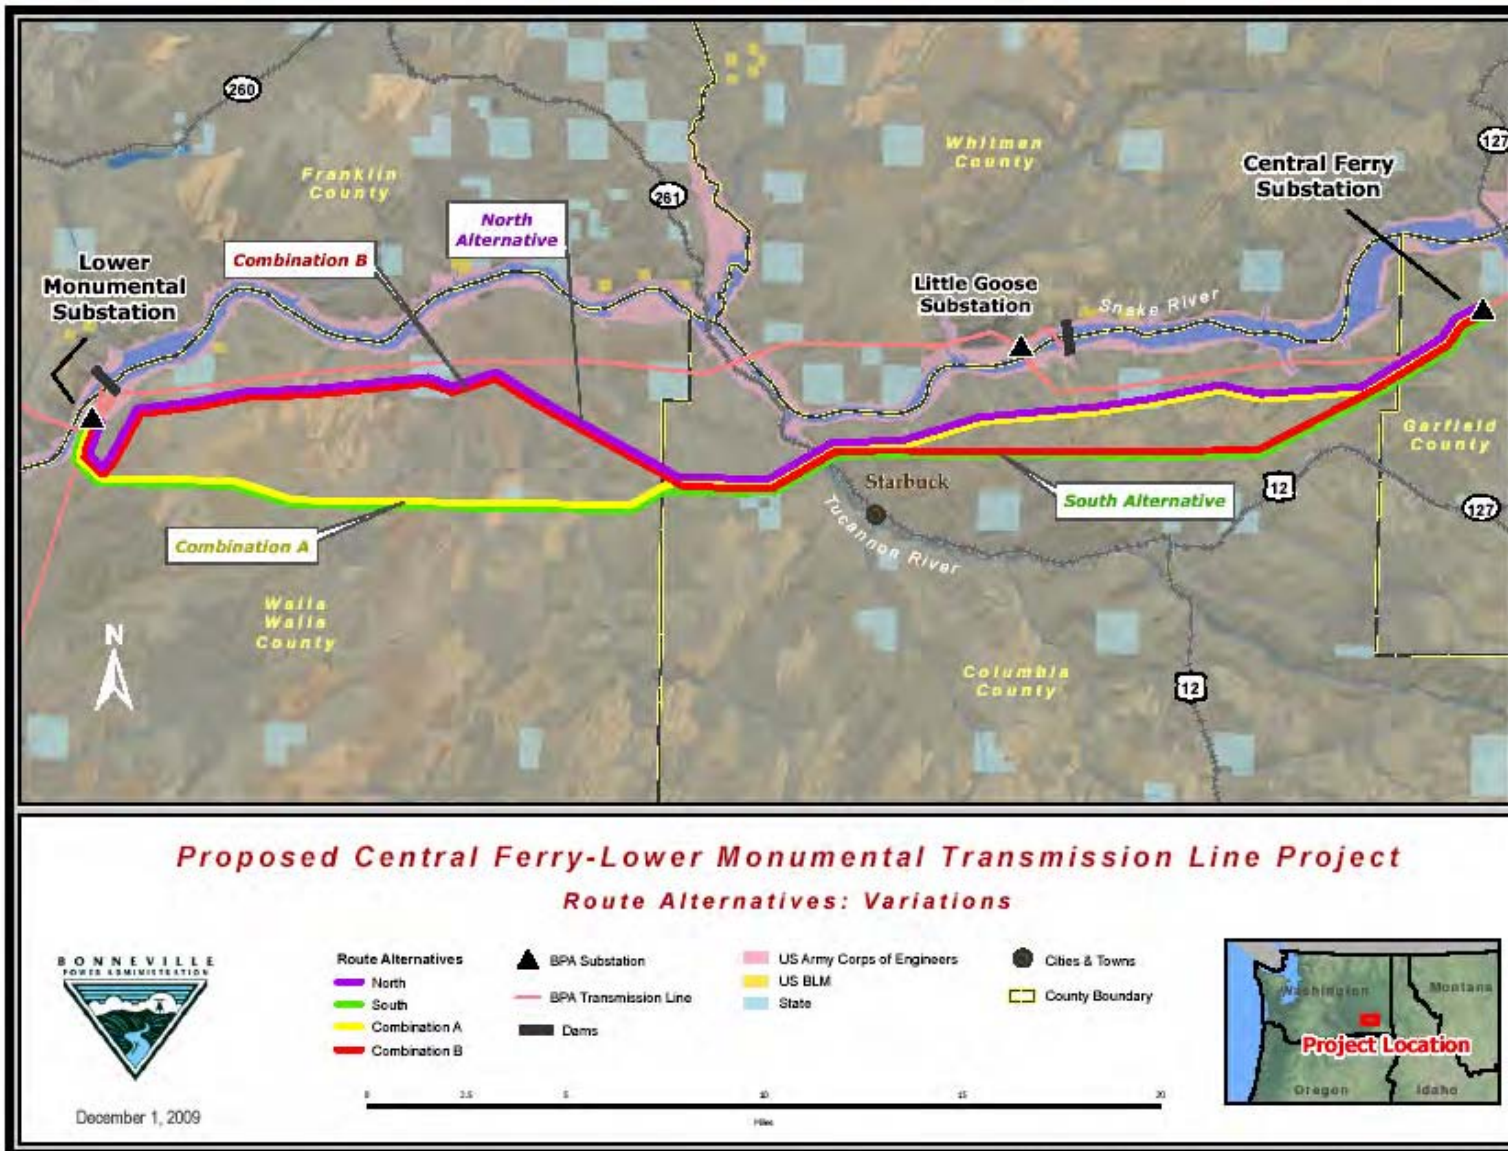 260
Franklin
County
261
Whitman
County
127
Central Ferry
Substation
North
Alternative
Combination B
Lower
Monumental
Substation
Little Goose
Substation
Snake River
Garfield
County
Starbuck
12
South Alternative
127
Tucannon River
Combination A
Walla
Walla
County
N
Columbia
County
12
Proposed Central Ferry-Lower Monumental Transmission Line Project
Route Alternatives: Variations
BONNEVILLE
POWER ADMINISTRATION
December 1, 2009
Route Alternatives
North
South
Combination A
Combination B
BPA Substation
BPA Transmission Line
Dams
US Army Corps of Engineers
US BLM
State
Cities & Towns
County Boundary
0 2.5 5 10 15 20
Miles
Washington
Montana
Project Location
Oregon
Idaho